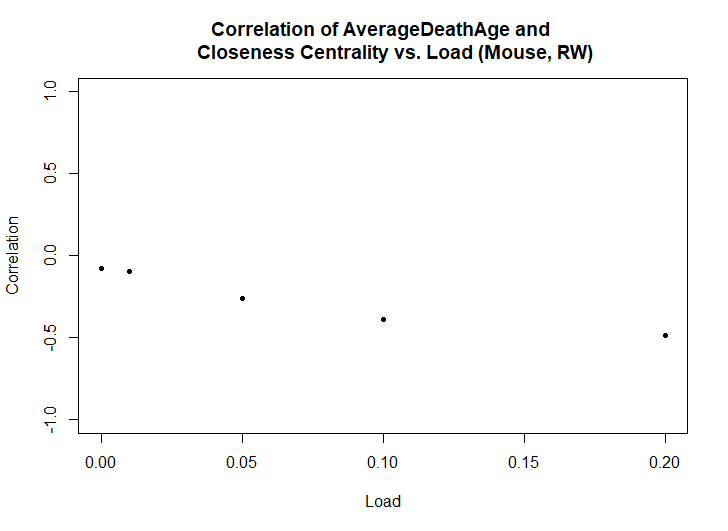 Correlation of AverageDeathAge and
Closeness Centrality vs. Load (Mouse, RW)
Correlation
1.0
0.5
0.0
-0.5
-1.0
0.00 0.05 0.10 0.15 0.20
Load